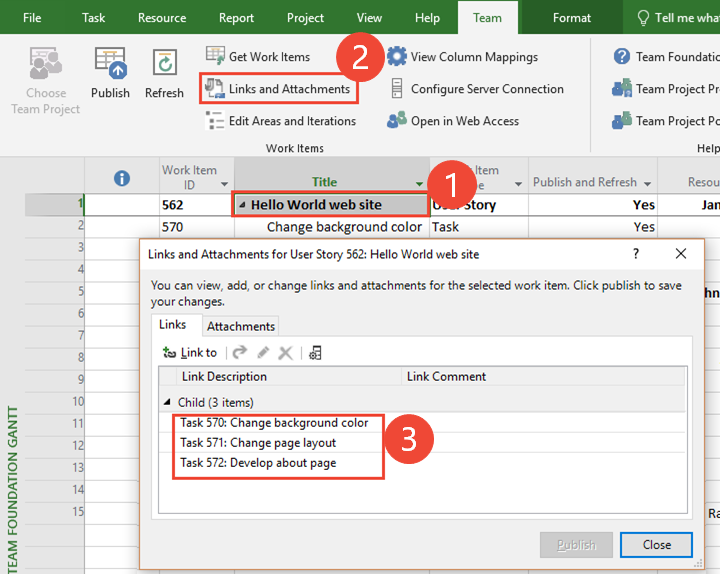 File Task Resource Report Project View Help Team Format Tell me what
Choose Team Project
Publish
Refresh
Get Work Items
Links and Attachments
Edit Areas and Iterations
View Column Mappings
Configure Server Connection
Open in Web Access
Team Foundatio
Team Project Pr
Team Project Po
Work Items
Help
2
Work Item ID
Title
Publish and Refresh
Resou
1
1 562 Hello World web site User Story Yes Jan
2 570 Change background color Task Yes
3
4
5
6
7
8
9
10
11
12
13
14
15
TEAM FOUNDATION GANTT
Links and Attachments for User Story 562: Hello World web site ?
You can view, add, or change links and attachments for the selected work item. Click publish to save
your changes.
Links Attachments
Link to
Link Description Link Comment
Child (3 items)
Task 570: Change background color
Task 571: Change page layout
Task 572: Develop about page
3
Publish Close
hn
Ra